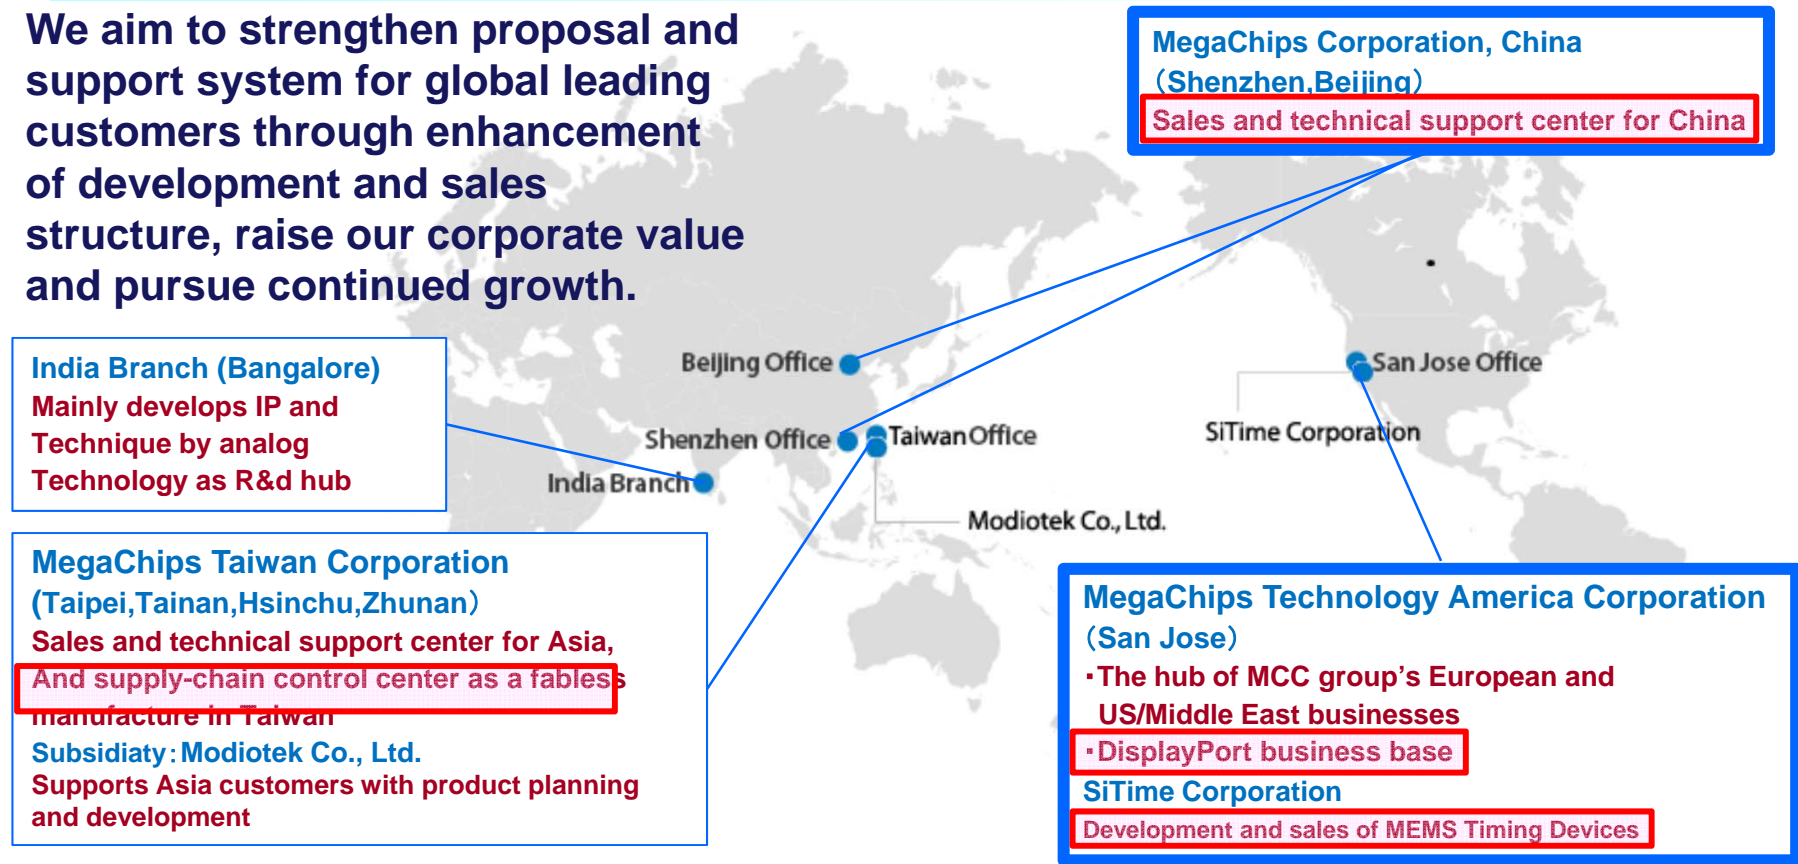 We aim to strengthen proposal and
support system for global leading
customers through enhancement
of development and sales
structure, raise our corporate value
and pursue continued growth.
MegaChips Corporation, China
（Shenzhen,Beijing）
Sales and technical support center for China
India Branch (Bangalore)
Mainly develops IP and
Technique by analog
Technology as R&d hub
Beijing Office
Shenzhen Office
Taiwan Office
India Branch
Modiotek Co., Ltd.
San Jose Office
SiTime Corporation
MegaChips Taiwan Corporation
(Taipei,Tainan,Hsinchu,Zhunan）
Sales and technical support center for Asia,
And supply-chain control center as a fabless
manufacture in Taiwan
Subsidiaty：Modiotek Co., Ltd.
Supports Asia customers with product planning
and development
MegaChips Technology America Corporation
（San Jose）
・The hub of MCC group’s European and
US/Middle East businesses
・DisplayPort business base
SiTime Corporation
Development and sales of MEMS Timing Devices